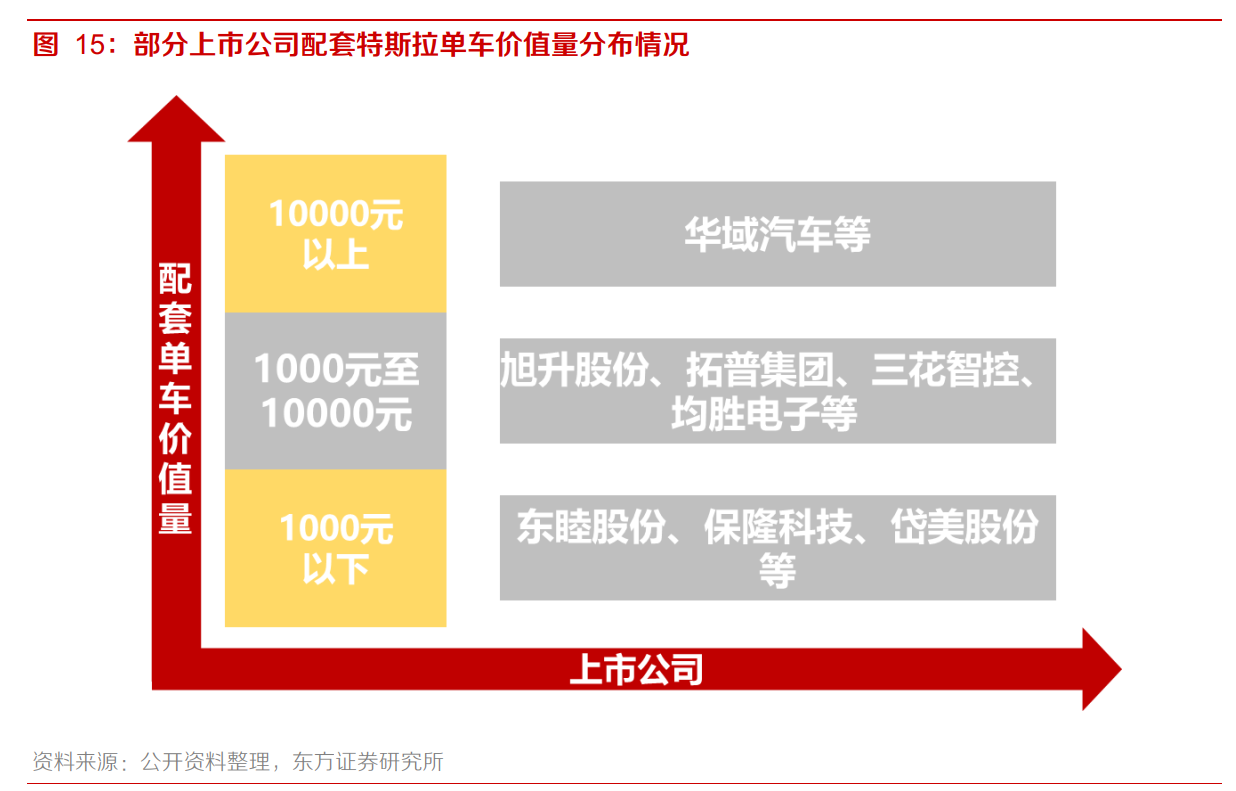 图 15：部分上市公司配套特斯拉单车价值量分布情况
配套单车价值量
10000元
以上
华域汽车等
1000元至
10000元
旭升股份、拓普集团、三花智控、
均胜电子等
1000元
以下
东睦股份、保隆科技、岱美股份
等
上市公司
资料来源：公开资料整理，东方证券研究所